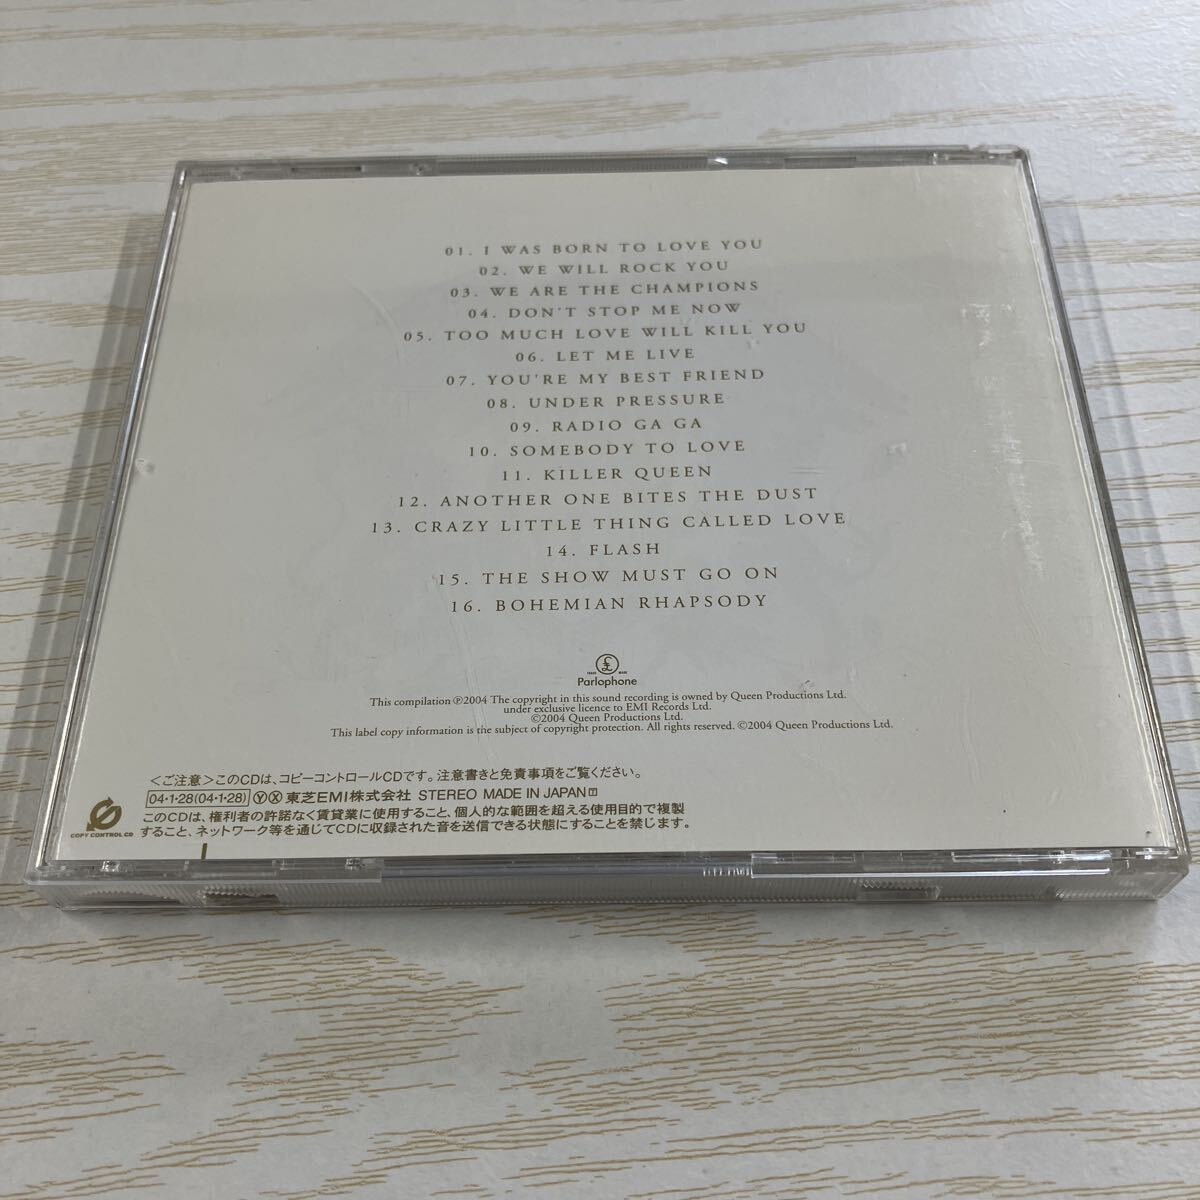 01. I WAS BORN TO LOVE YOU
02. WE WILL ROCK YOU
03. WE ARE THE CHAMPIONS
04. DON'T STOP ME NOW
05. TOO MUCH LOVE WILL KILL YOU
06. LET ME LIVE
07. YOU'RE MY BEST FRIEND
08. UNDER PRESSURE
09. RADIO GA GA
10. SOMEBODY TO LOVE
11. KILLER QUEEN
12. ANOTHER ONE BITES THE DUST
13. CRAZY LITTLE THING CALLED LOVE
14. FLASH
15. THE SHOW MUST GO ON
16. BOHEMIAN RHAPSODY
TRADE £ MARK
Parlophone
This compilation ℗2004 The copyright in this sound recording is owned by Queen Productions Ltd.
under exclusive licence to EMI Records Ltd.
©2004 Queen Productions Ltd.
This label copy information is the subject of copyright protection. All rights reserved. ©2004 Queen Productions Ltd.
<ご注意>このCDは、コピーコントロールCDです。注意書きと免責事項をご覧ください。
04・1・28(04・1・28) Ⓨ Ⓧ 東芝EMI株式会社 STEREO MADE IN JAPAN T
このCDは、権利者の許諾なく賃貸業に使用すること、個人的な範囲を超える使用目的で複製
すること、ネットワーク等を通じてCDに収録された音を送信できる状態にすることを禁じます。
COPY CONTROL CD